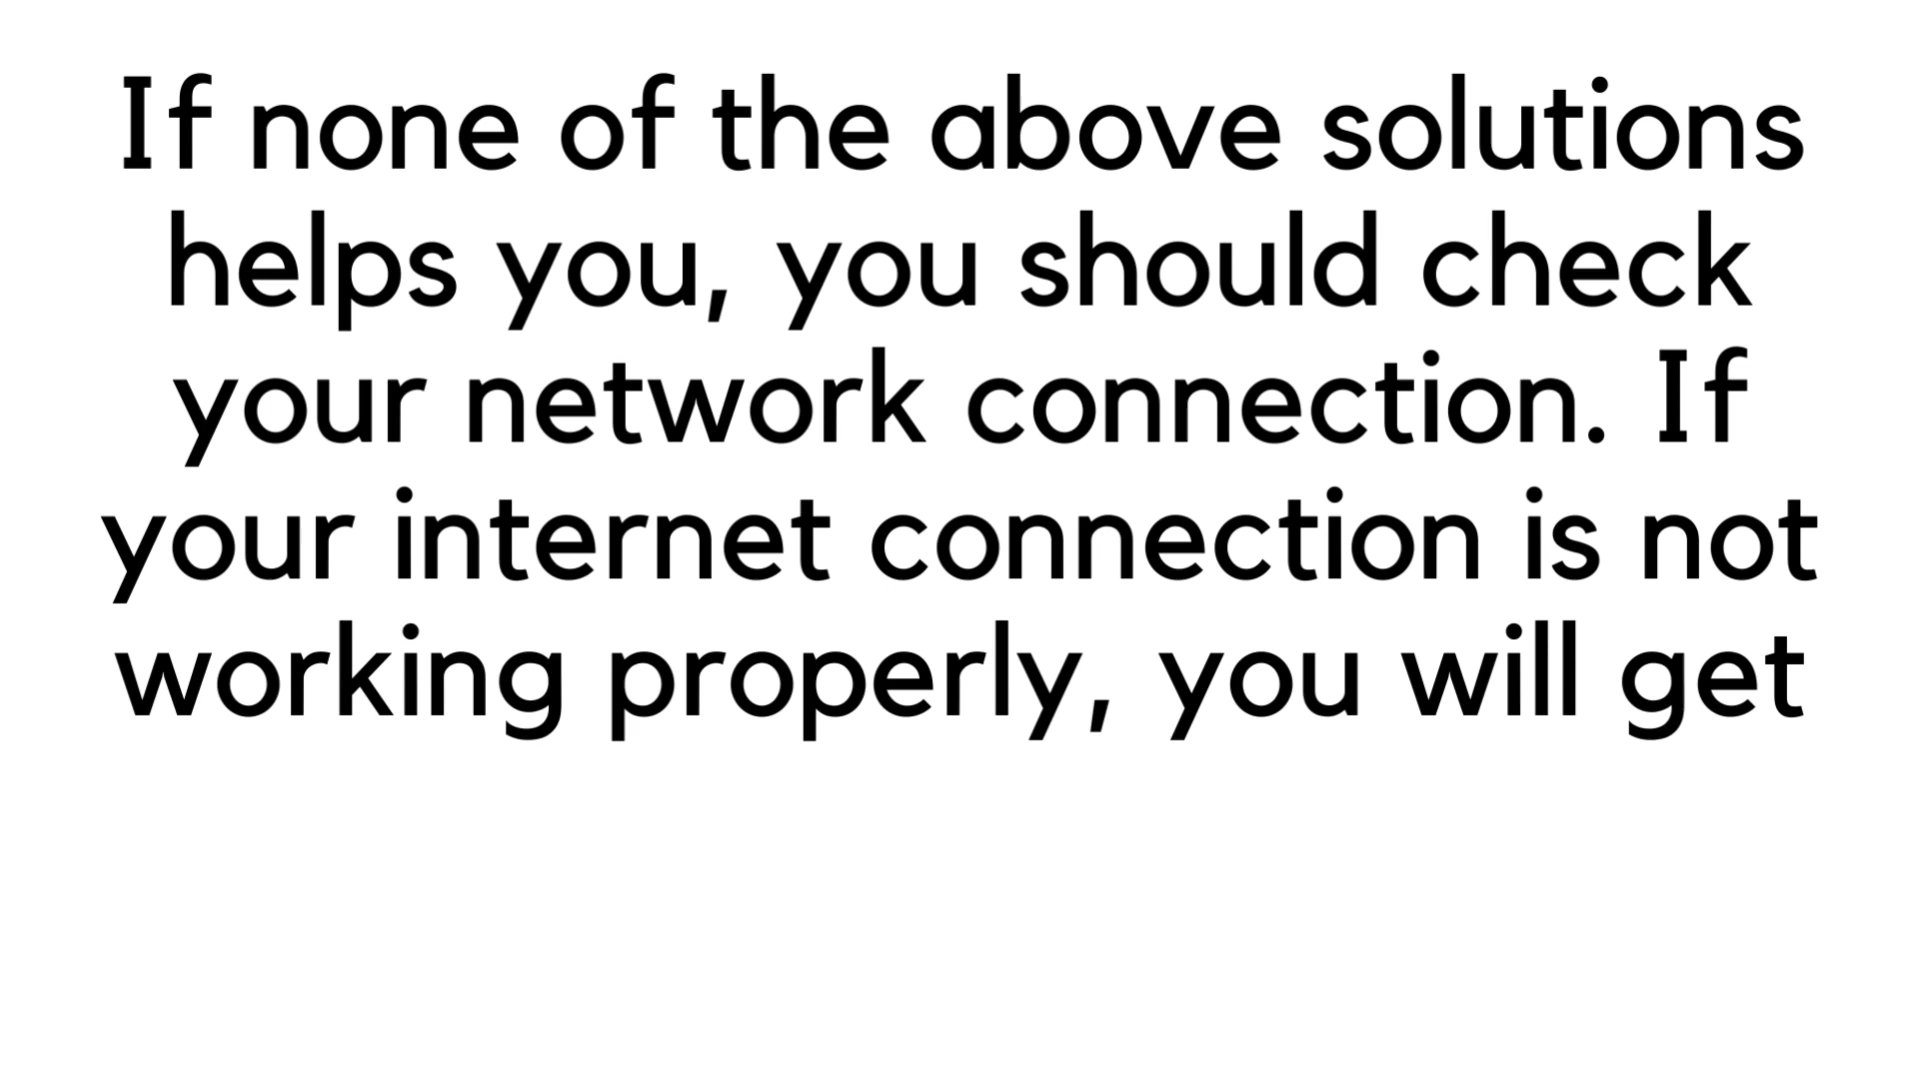 If none of the above solutions
helps you, you should check
your network connection. If
your internet connection is not
working properly, you will get